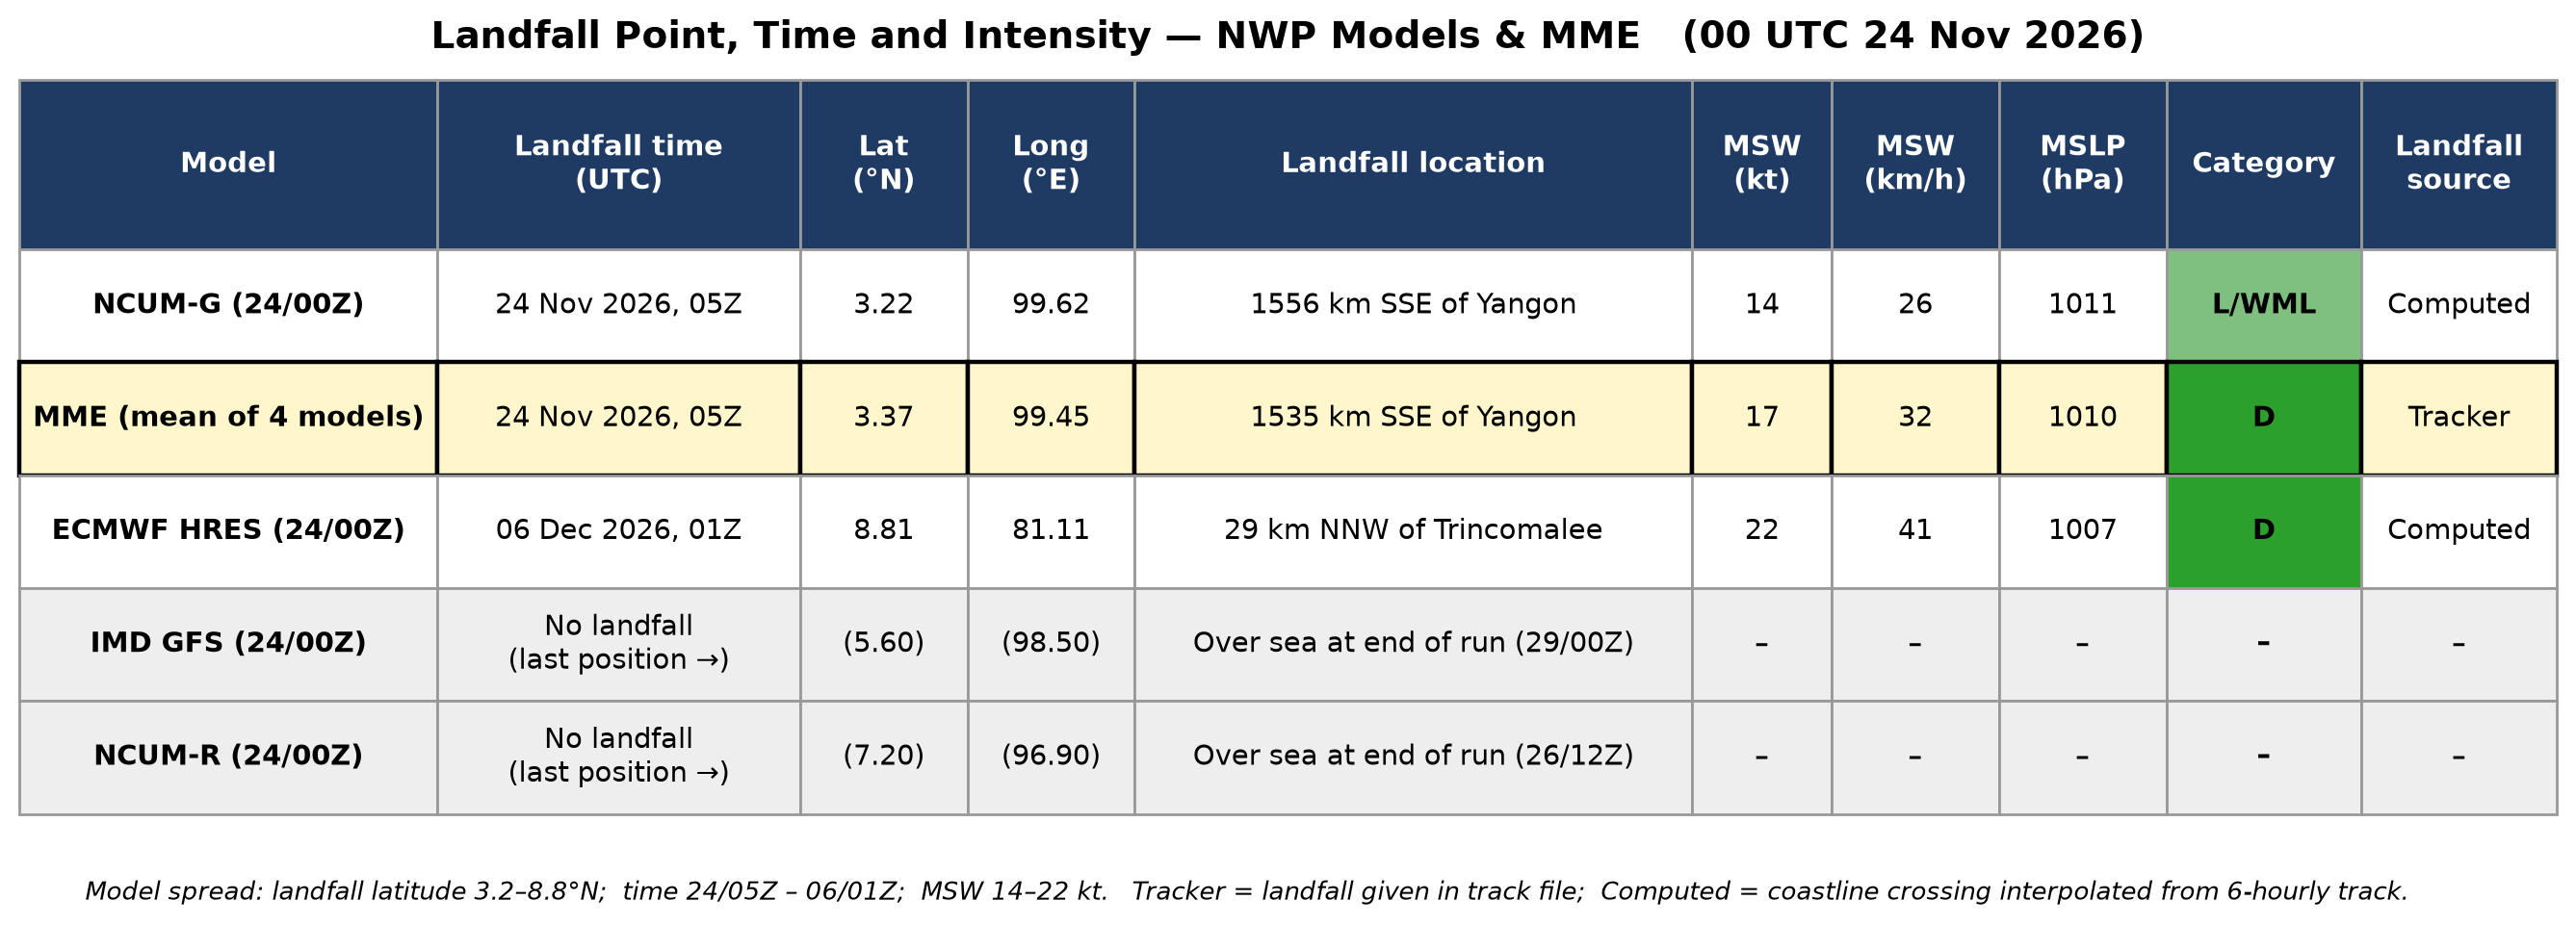 Landfall Point, Time and Intensity — NWP Models & MME (00 UTC 24 Nov 2026)
Model | Landfall time (UTC) | Lat (°N) | Long (°E) | Landfall location | MSW (kt) | MSW (km/h) | MSLP (hPa) | Category | Landfall source
NCUM-G (24/00Z) | 24 Nov 2026, 05Z | 3.22 | 99.62 | 1556 km SSE of Yangon | 14 | 26 | 1011 | L/WML | Computed
MME (mean of 4 models) | 24 Nov 2026, 05Z | 3.37 | 99.45 | 1535 km SSE of Yangon | 17 | 32 | 1010 | D | Tracker
ECMWF HRES (24/00Z) | 06 Dec 2026, 01Z | 8.81 | 81.11 | 29 km NNW of Trincomalee | 22 | 41 | 1007 | D | Computed
IMD GFS (24/00Z) | No landfall (last position →) | (5.60) | (98.50) | Over sea at end of run (29/00Z) | – | – | – | – | –
NCUM-R (24/00Z) | No landfall (last position →) | (7.20) | (96.90) | Over sea at end of run (26/12Z) | – | – | – | – | –
Model spread: landfall latitude 3.2–8.8°N; time 24/05Z – 06/01Z; MSW 14–22 kt. Tracker = landfall given in track file; Computed = coastline crossing interpolated from 6-hourly track.